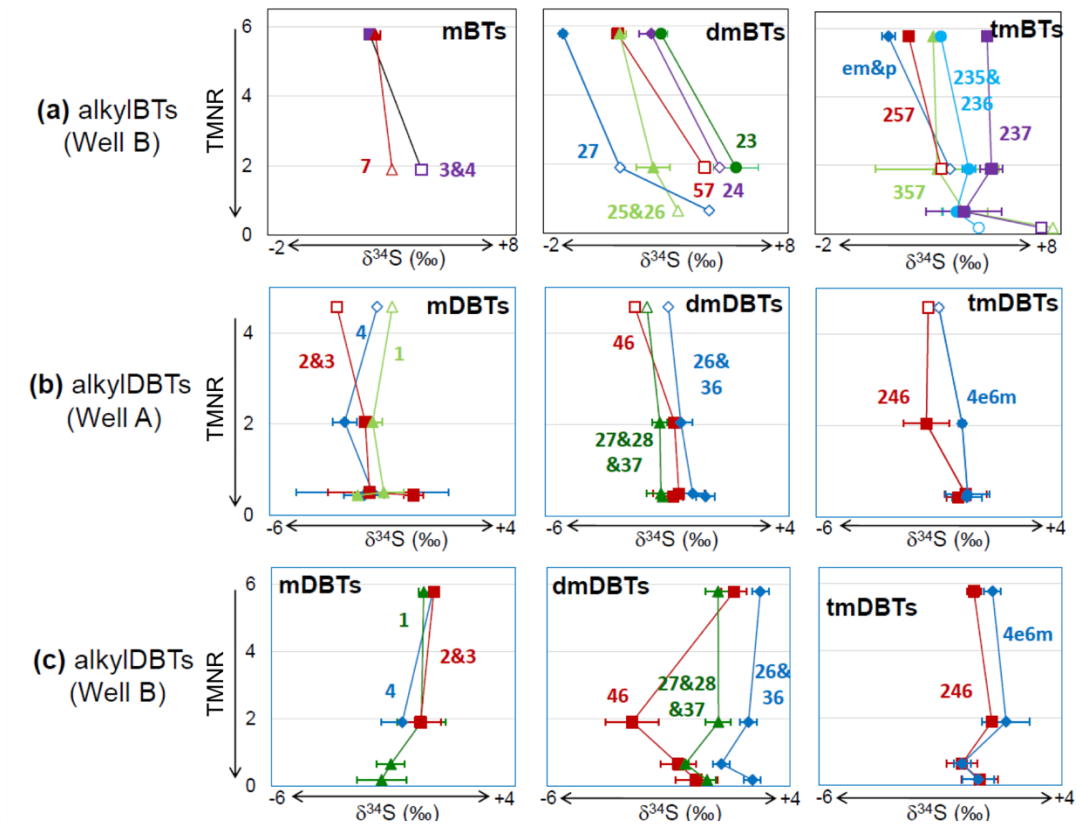 (a) alkylBTs
(Well B)
TMNR
6
4
2
0
mBTs
7
3&4
-2
+8
δ34S (‰)
dmBTs
27
23
57
24
25&26
-2
+8
δ34S (‰)
tmBTs
em&p
235&
236
257
237
357
-2
+8
δ34S (‰)
(b) alkylDBTs
(Well A)
TMNR
4
2
0
mDBTs
4
2&3
1
-6
+4
δ34S (‰)
dmDBTs
46
26&
36
27&28
&37
-6
+4
δ34S (‰)
tmDBTs
246
4e6m
-6
+4
δ34S (‰)
(c) alkylDBTs
(Well B)
TMNR
6
4
2
0
mDBTs
1
2&3
4
-6
+4
δ34S (‰)
dmDBTs
46
27&28
&37
26&
36
-6
+4
δ34S (‰)
tmDBTs
4e6m
246
-6
+4
δ34S (‰)